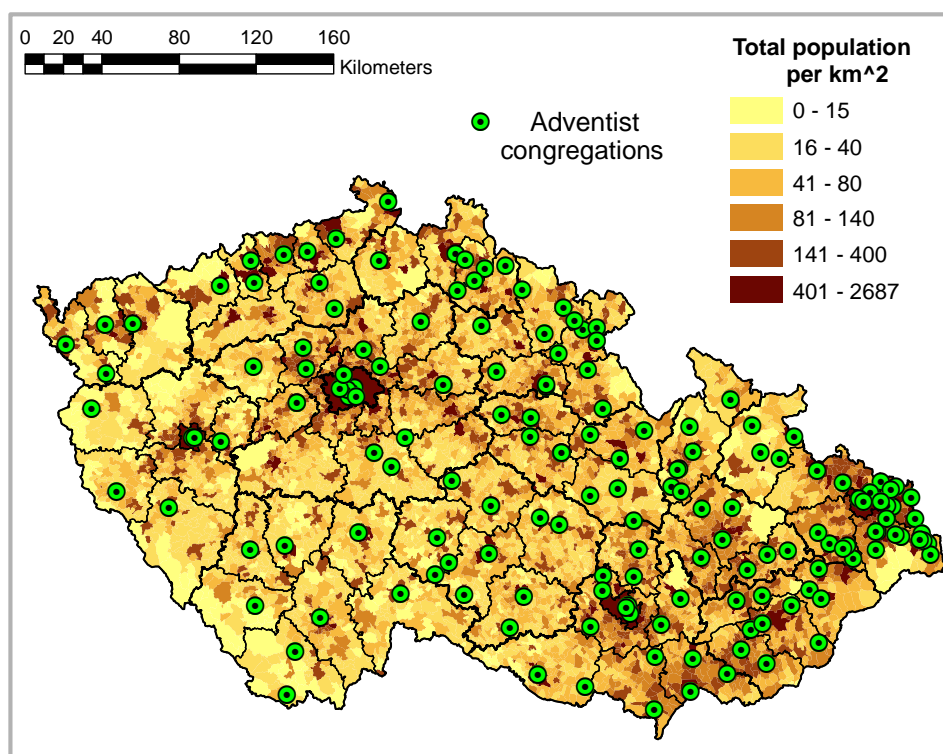 0 20 40 80 120 160
Kilometers
Total population
per km^2
0 - 15
16 - 40
41 - 80
81 - 140
141 - 400
401 - 2687
Adventist
congregations